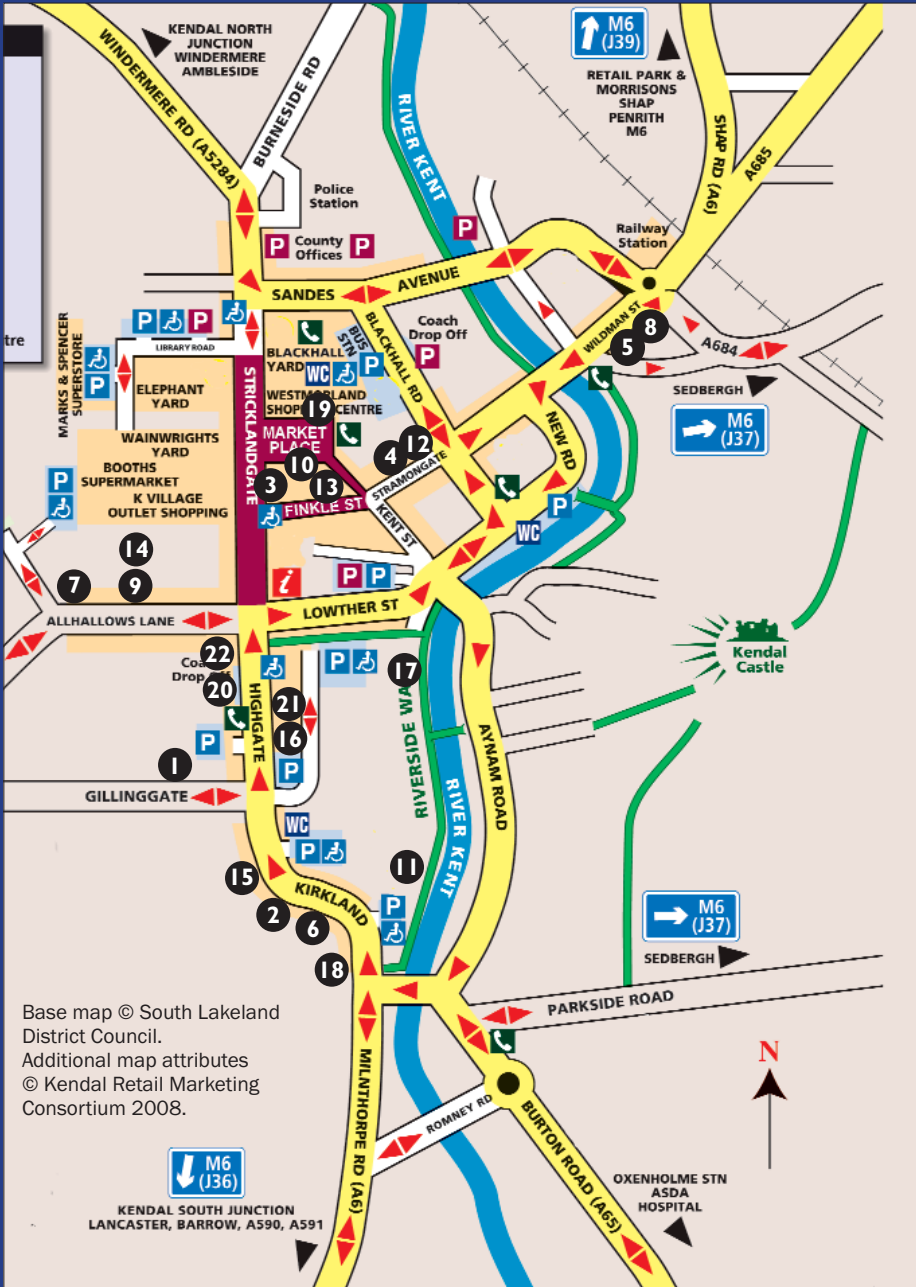 KENDAL NORTH
JUNCTION
WINDERMERE
AMBLESIDE
M6
(J39)
RETAIL PARK &
MORRISONS
SHAP
PENRITH
M6
WINDERMERE RD (A5284)
BURNESIDE RD
RIVER KENT
SHAP RD (A6)
A685
Police
Station
P
County
Offices
P
P
Railway
Station
SANDES
AVENUE
tre
P
P
LIBRARY ROAD
MARKS & SPENCER
SUPERSTORE
P
ELEPHANT
YARD
WAINWRIGHTS
YARD
BOOTHS
SUPERMARKET
K VILLAGE
OUTLET SHOPPING
P
STRICKLANDGATE
BLACKHALL
YARD
WC
WESTMORLAND
SHOP
CENTRE
19
MARKET
PLACE
10
3
13
FINKLE ST
BUS
STN
P
BLACKHALL RD
Coach
Drop Off
P
4
12
STRAMONGATE
KENT ST
WILDMAN ST
8
5
A684
SEDBERGH
M6
(J37)
NEW RD
P
WC
14
7
9
ALLHALLOWS LANE
i
P
P
LOWTHER ST
Kendal
Castle
22
Coa
Drop
20
HIGHGATE
P
21
16
P
17
RIVERSIDE WA
AYNAM ROAD
P
1
GILLINGGATE
WC
P
RIVER KENT
11
15
KIRKLAND
2
6
P
18
M6
(J37)
SEDBERGH
PARKSIDE ROAD
Base map © South Lakeland
District Council.
Additional map attributes
© Kendal Retail Marketing
Consortium 2008.
N
MILNTHORPE RD (A6)
ROMNEY RD
BURTON ROAD (A65)
M6
(J36)
KENDAL SOUTH JUNCTION
LANCASTER, BARROW, A590, A591
OXENHOLME STN
ASDA
HOSPITAL